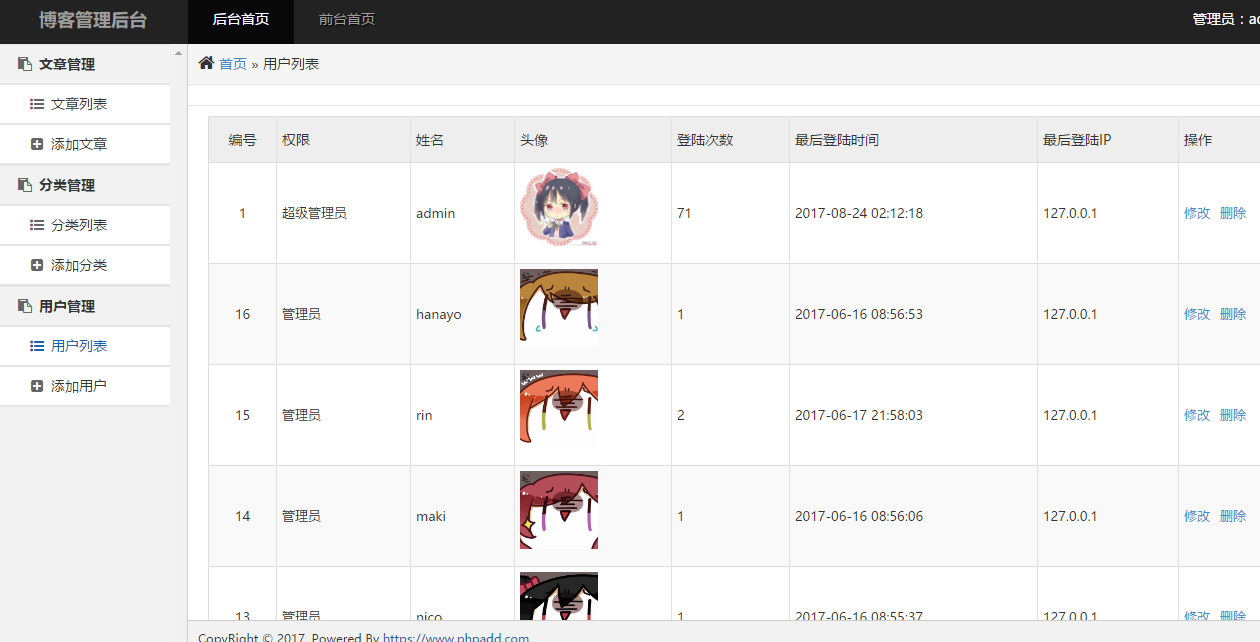 博客管理后台 后台首页 前台首页 管理员：
文章管理
文章列表
添加文章
分类管理
分类列表
添加分类
用户管理
用户列表
添加用户
首页 » 用户列表
编号 权限 姓名 头像 登陆次数 最后登陆时间 最后登陆IP 操作
1 超级管理员 admin 71 2017-08-24 02:12:18 127.0.0.1 修改 删除
16 管理员 hanayo 1 2017-06-16 08:56:53 127.0.0.1 修改 删除
15 管理员 rin 2 2017-06-17 21:58:03 127.0.0.1 修改 删除
14 管理员 maki 1 2017-06-16 08:56:06 127.0.0.1 修改 删除
13 管理员 nico 1 2017-06-16 08:55:37 127.0.0.1 修改 删除
CopyRight © 2017. Powered By https://www.phpadd.com.